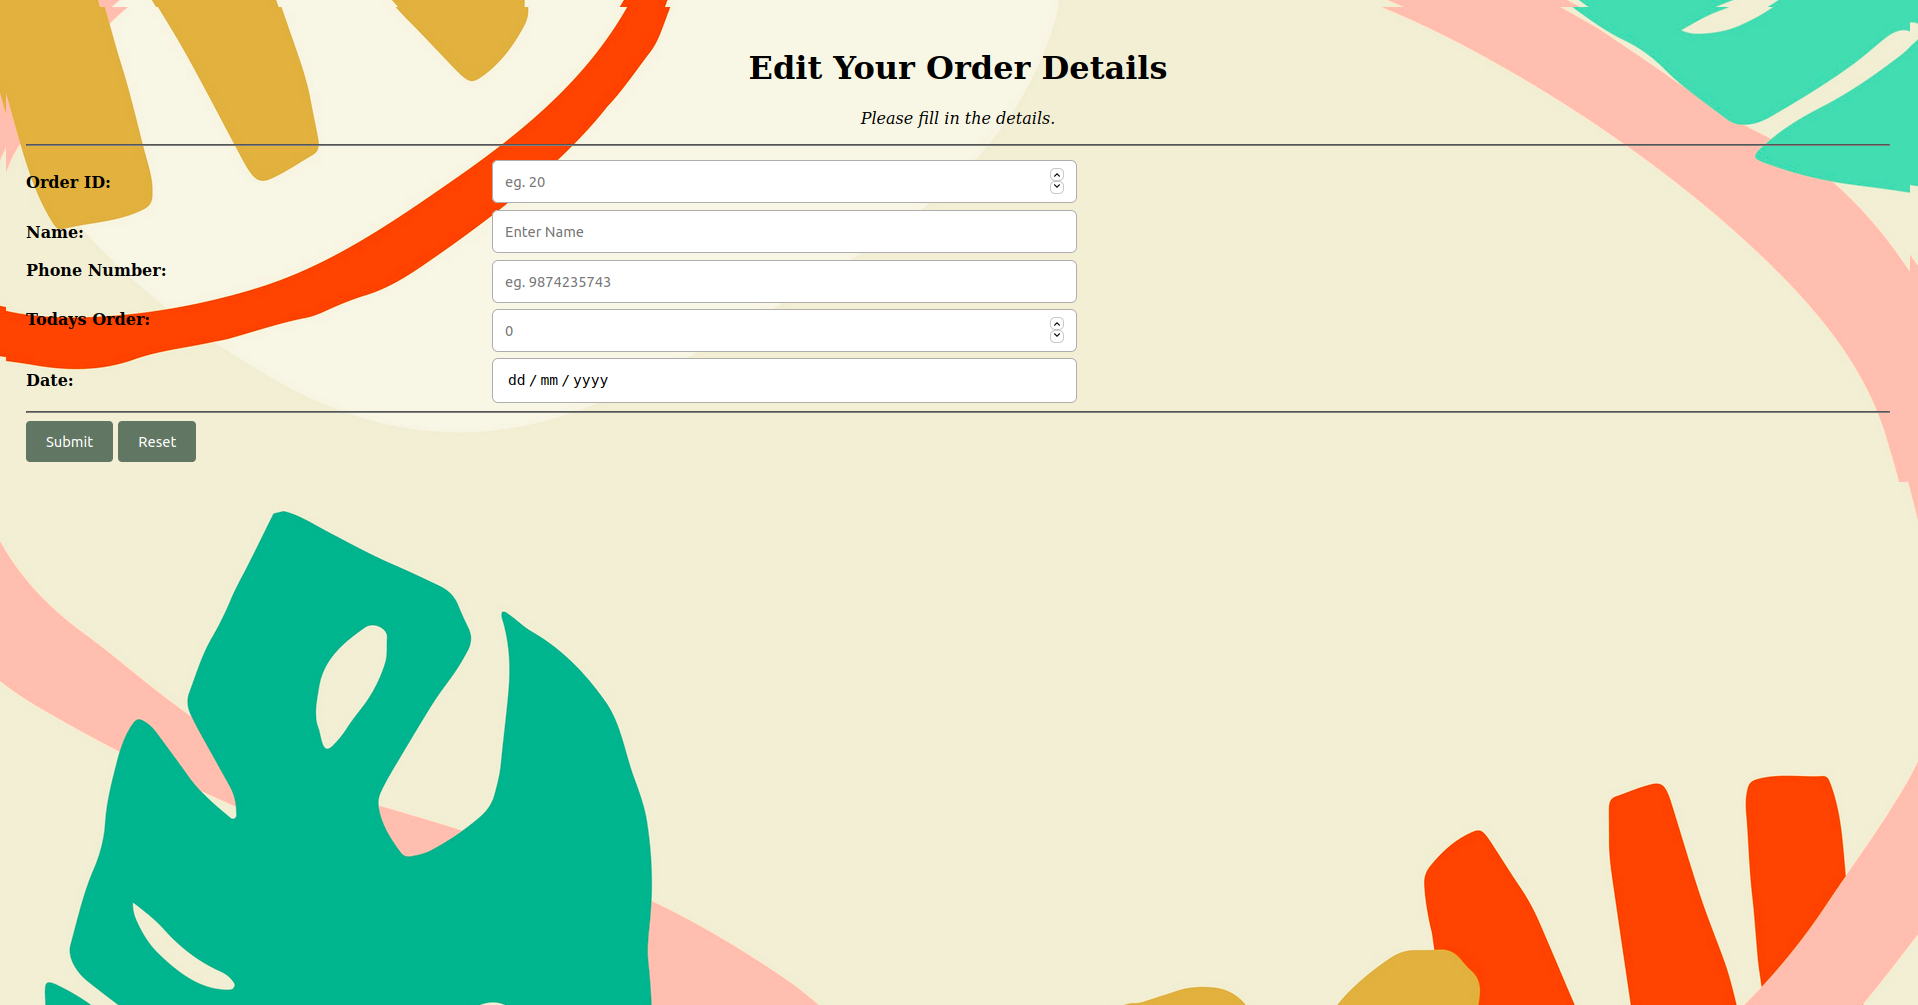 Edit Your Order Details
Please fill in the details.
Order ID: eg. 20
Name: Enter Name
Phone Number: eg. 9874235743
Todays Order: 0
Date: dd / mm / yyyy
Submit Reset